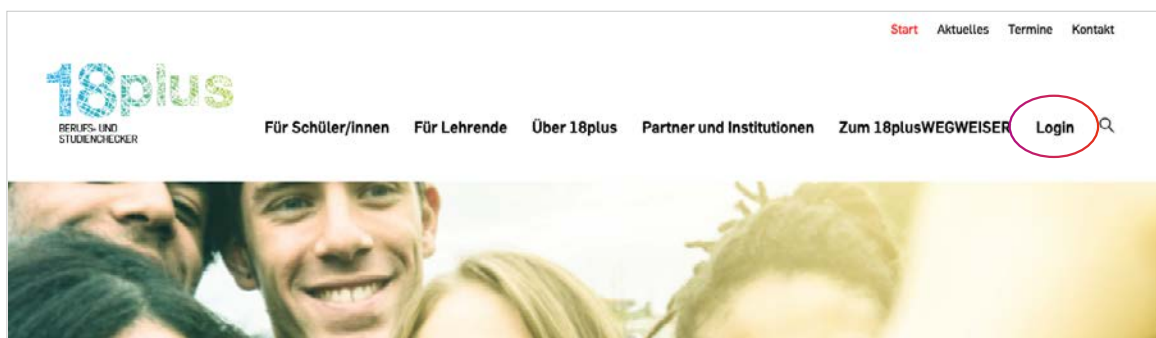 Start Aktuelles Termine Kontakt
18plus
BERUFS- UND
STUDIENCHECKER
Für Schüler/innen Für Lehrende Über 18plus Partner und Institutionen Zum 18plusWEGWEISER Login